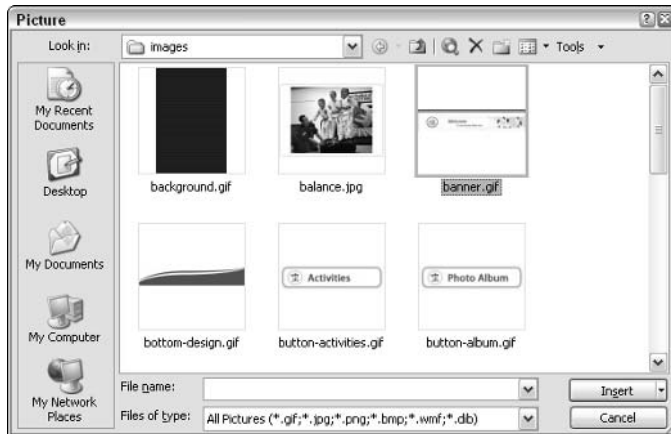 Picture
Look in:
images
Tools
My Recent
Documents
Desktop
My Documents
My Computer
My Network
Places
background.gif
balance.jpg
banner.gif
bottom-design.gif
Activities
button-activities.gif
Photo Album
button-album.gif
File name:
Files of type:
All Pictures (*.gif;*.jpg;*.png;*.bmp;*.wmf;*.dib)
Insert
Cancel